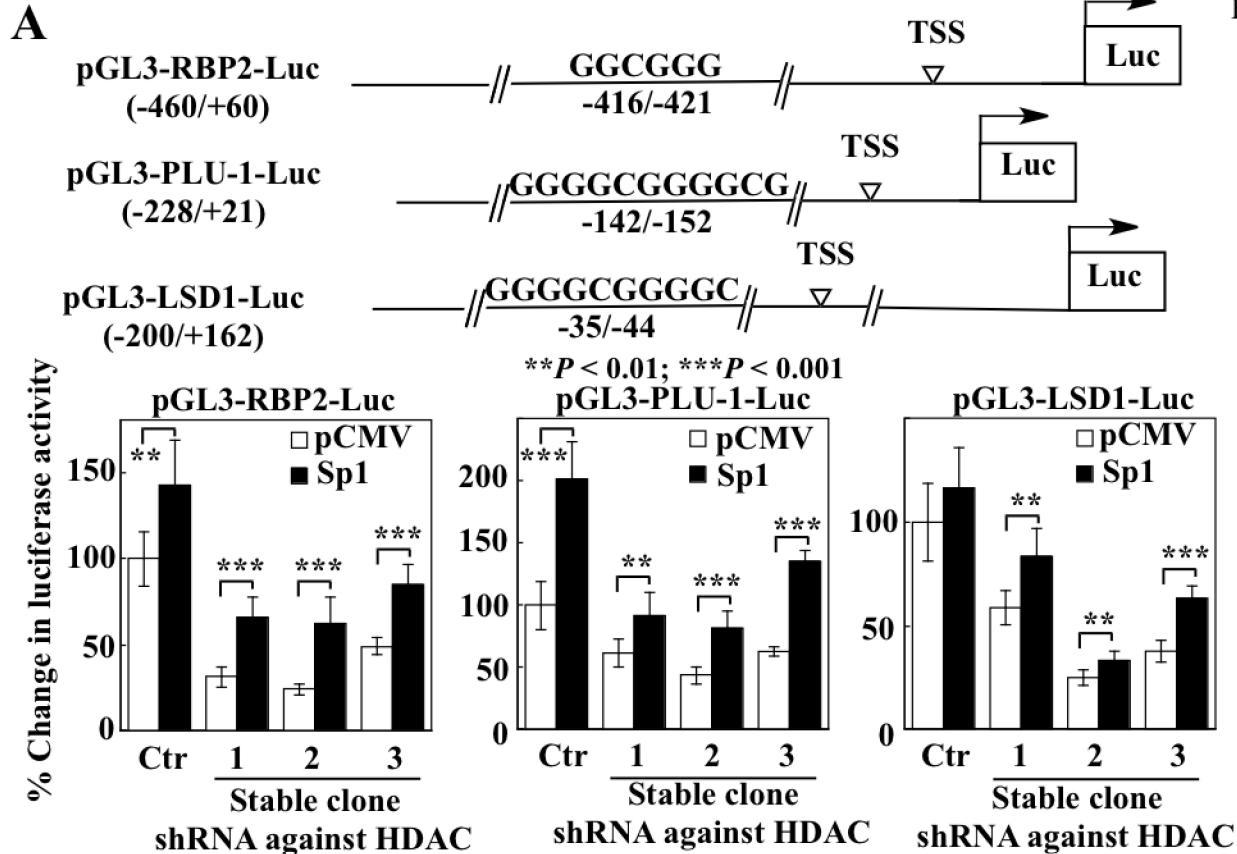 A
TSS
pGL3-RBP2-Luc
GGCGGG
Luc
(-460/+60)
-416/-421
TSS
pGL3-PLU-1-Luc
GGGGCGGGGCG
Luc
(-228/+21)
-142/-152
TSS
pGL3-LSD1-Luc
GGGGCGGGGC
Luc
(-200/+162)
-35/-44
**P < 0.01; ***P < 0.001
% Change in luciferase activity
pGL3-RBP2-Luc
pCMV
Sp1
150
100
50
0
**
***
***
***
Ctr 1 2 3
Stable clone
shRNA against HDAC
pGL3-PLU-1-Luc
pCMV
Sp1
200
150
100
50
0
***
**
***
***
Ctr 1 2 3
Stable clone
shRNA against HDAC
pGL3-LSD1-Luc
pCMV
Sp1
100
50
0
**
**
***
Ctr 1 2 3
Stable clone
shRNA against HDAC